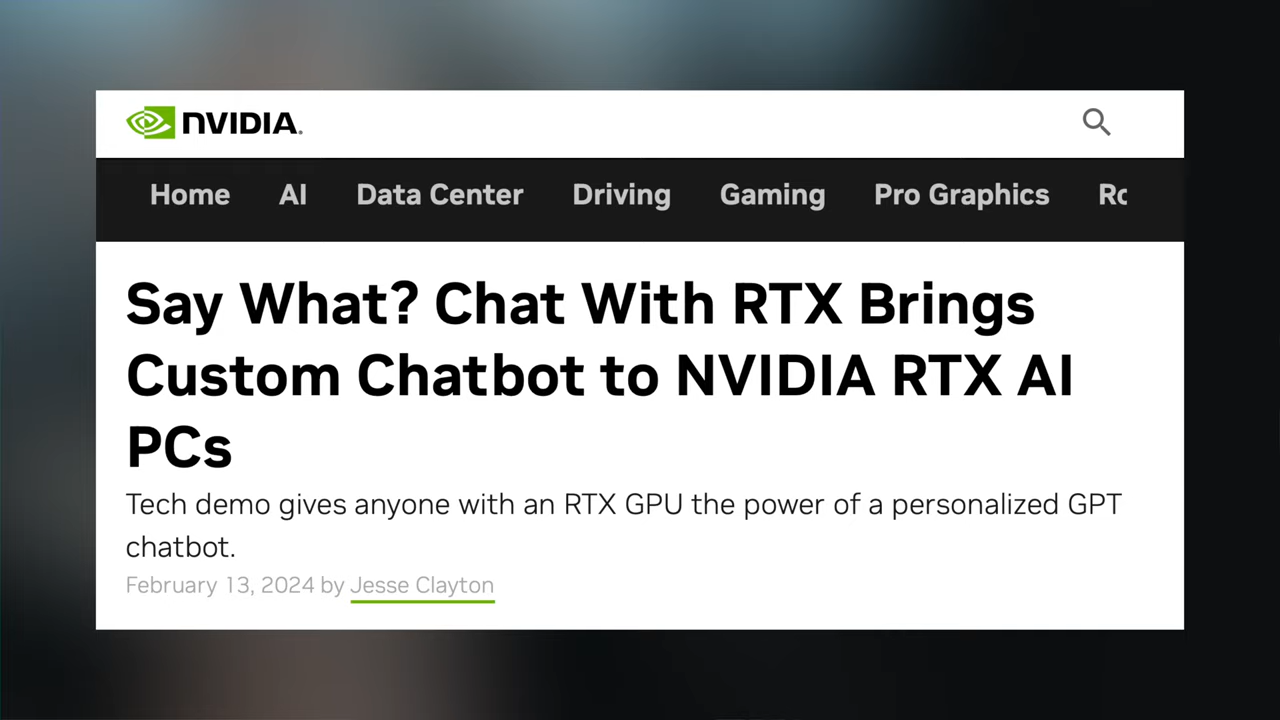 NVIDIA.
Home AI Data Center Driving Gaming Pro Graphics Rc
Say What? Chat With RTX Brings
Custom Chatbot to NVIDIA RTX AI
PCs
Tech demo gives anyone with an RTX GPU the power of a personalized GPT
chatbot.
February 13, 2024 by Jesse Clayton